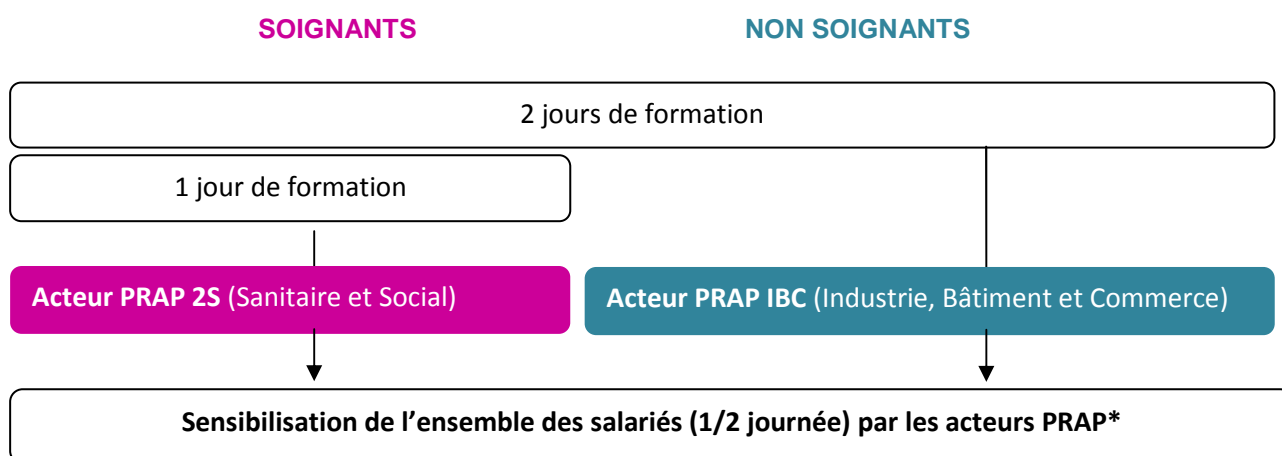 SOIGNANTS
NON SOIGNANTS
2 jours de formation
1 jour de formation
Acteur PRAP 2S (Sanitaire et Social)
Acteur PRAP IBC (Industrie, Bâtiment et Commerce)
Sensibilisation de l’ensemble des salariés (1/2 journée) par les acteurs PRAP*